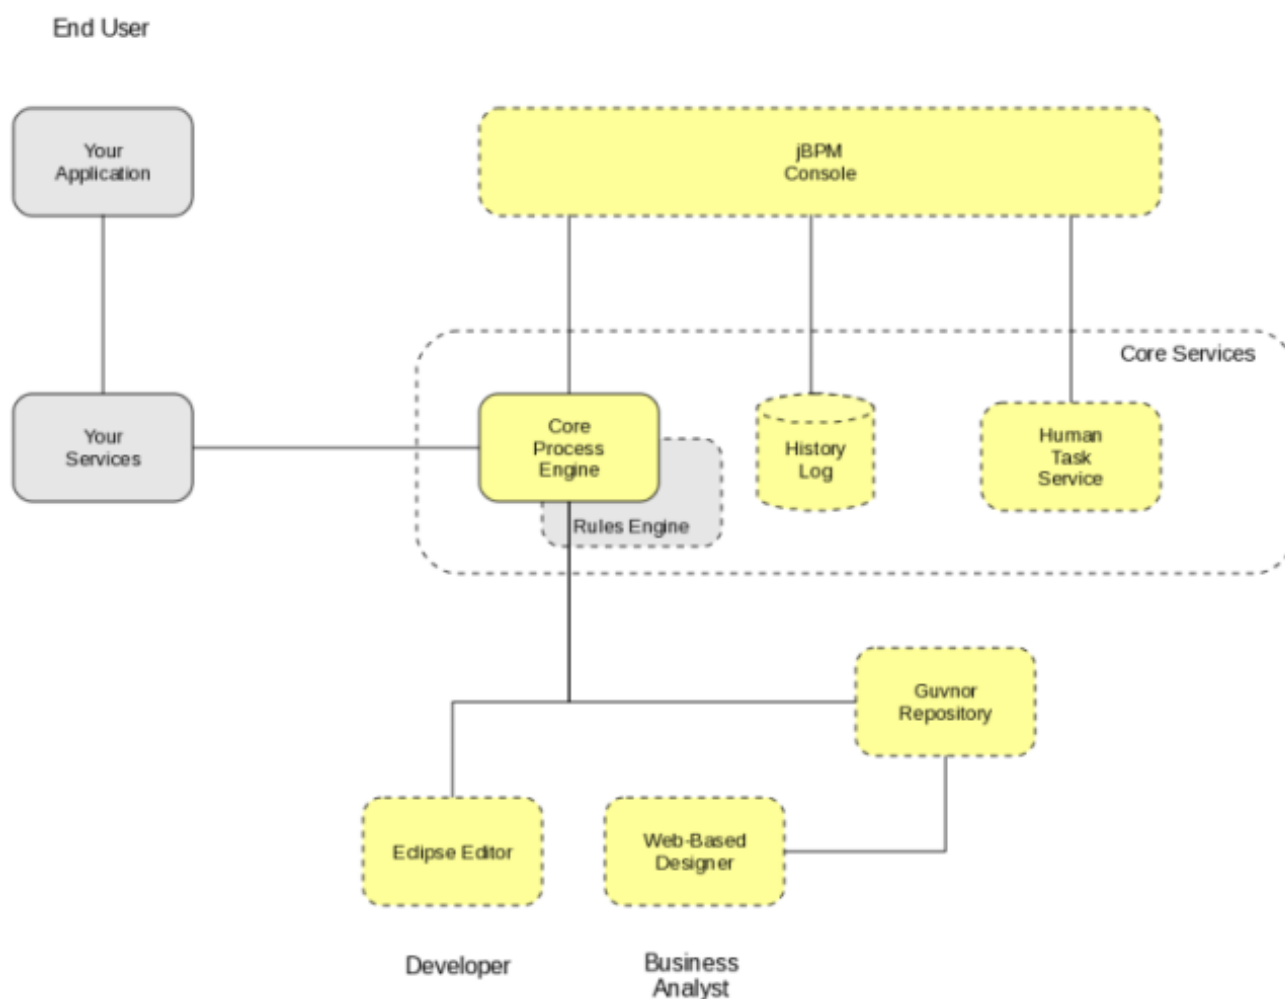 End User
Your
Application
jBPM
Console
Core Services
Your
Services
Core
Process
Engine
History
Log
Human
Task
Service
Rules Engine
Guvnor
Repository
Eclipse Editor
Web-Based
Designer
Developer
Business
Analyst